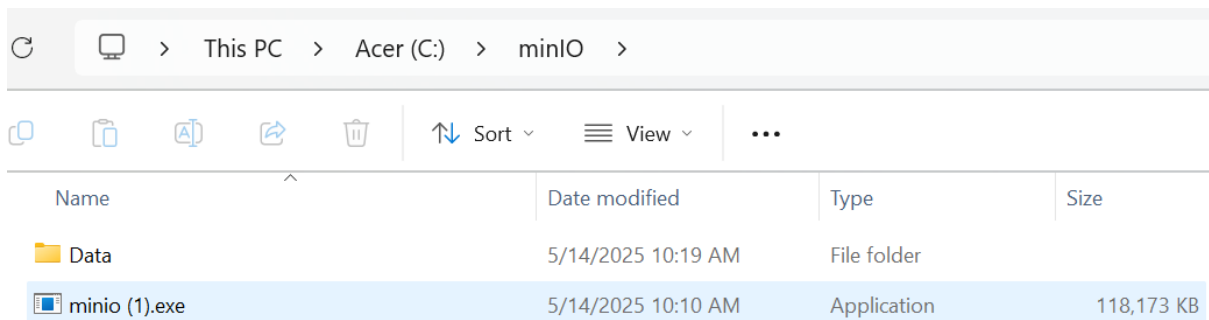 This PC > Acer (C:) > minIO >
Sort View •••
Name Date modified Type Size
Data 5/14/2025 10:19 AM File folder
minio (1).exe 5/14/2025 10:10 AM Application 118,173 KB